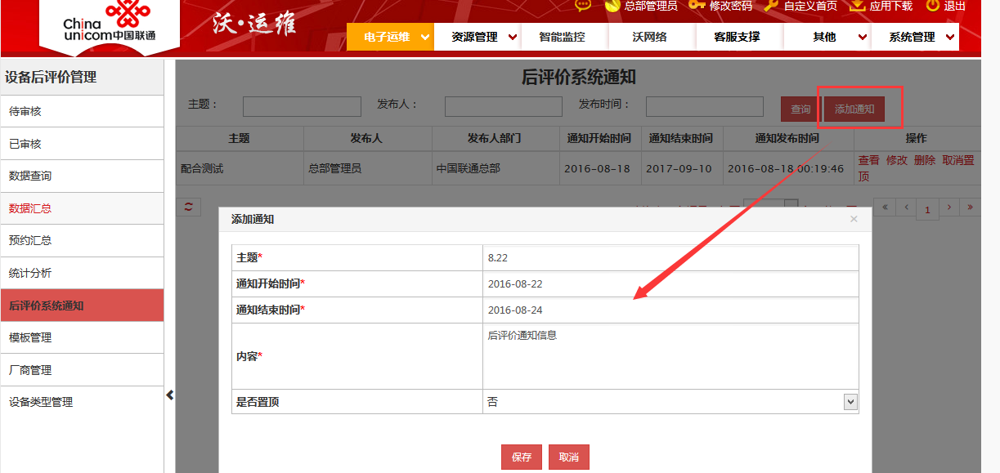 China
unicom中国联通
沃·运维
总部管理员 修改密码 自定义首页 应用下载 退出
电子运维 资源管理 智能监控 沃网络 客服支撑 其他 系统管理
设备后评价管理
待审核
已审核
数据查询
数据汇总
预约汇总
统计分析
后评价系统通知
模板管理
厂商管理
设备类型管理
后评价系统通知
主题： 发布人： 发布时间： 查询 添加通知
主题 发布人 发布人部门 通知开始时间 通知结束时间 通知发布时间 操作
配合测试 总部管理员 中国联通总部 2016-08-18 2017-09-10 2016-08-18 00:19:46 查看 修改 删除 取消置
顶
« ‹ 1 › »
添加通知 ×
主题* 8.22
通知开始时间* 2016-08-22
通知结束时间* 2016-08-24
内容* 后评价通知信息
是否置顶 否
保存 取消